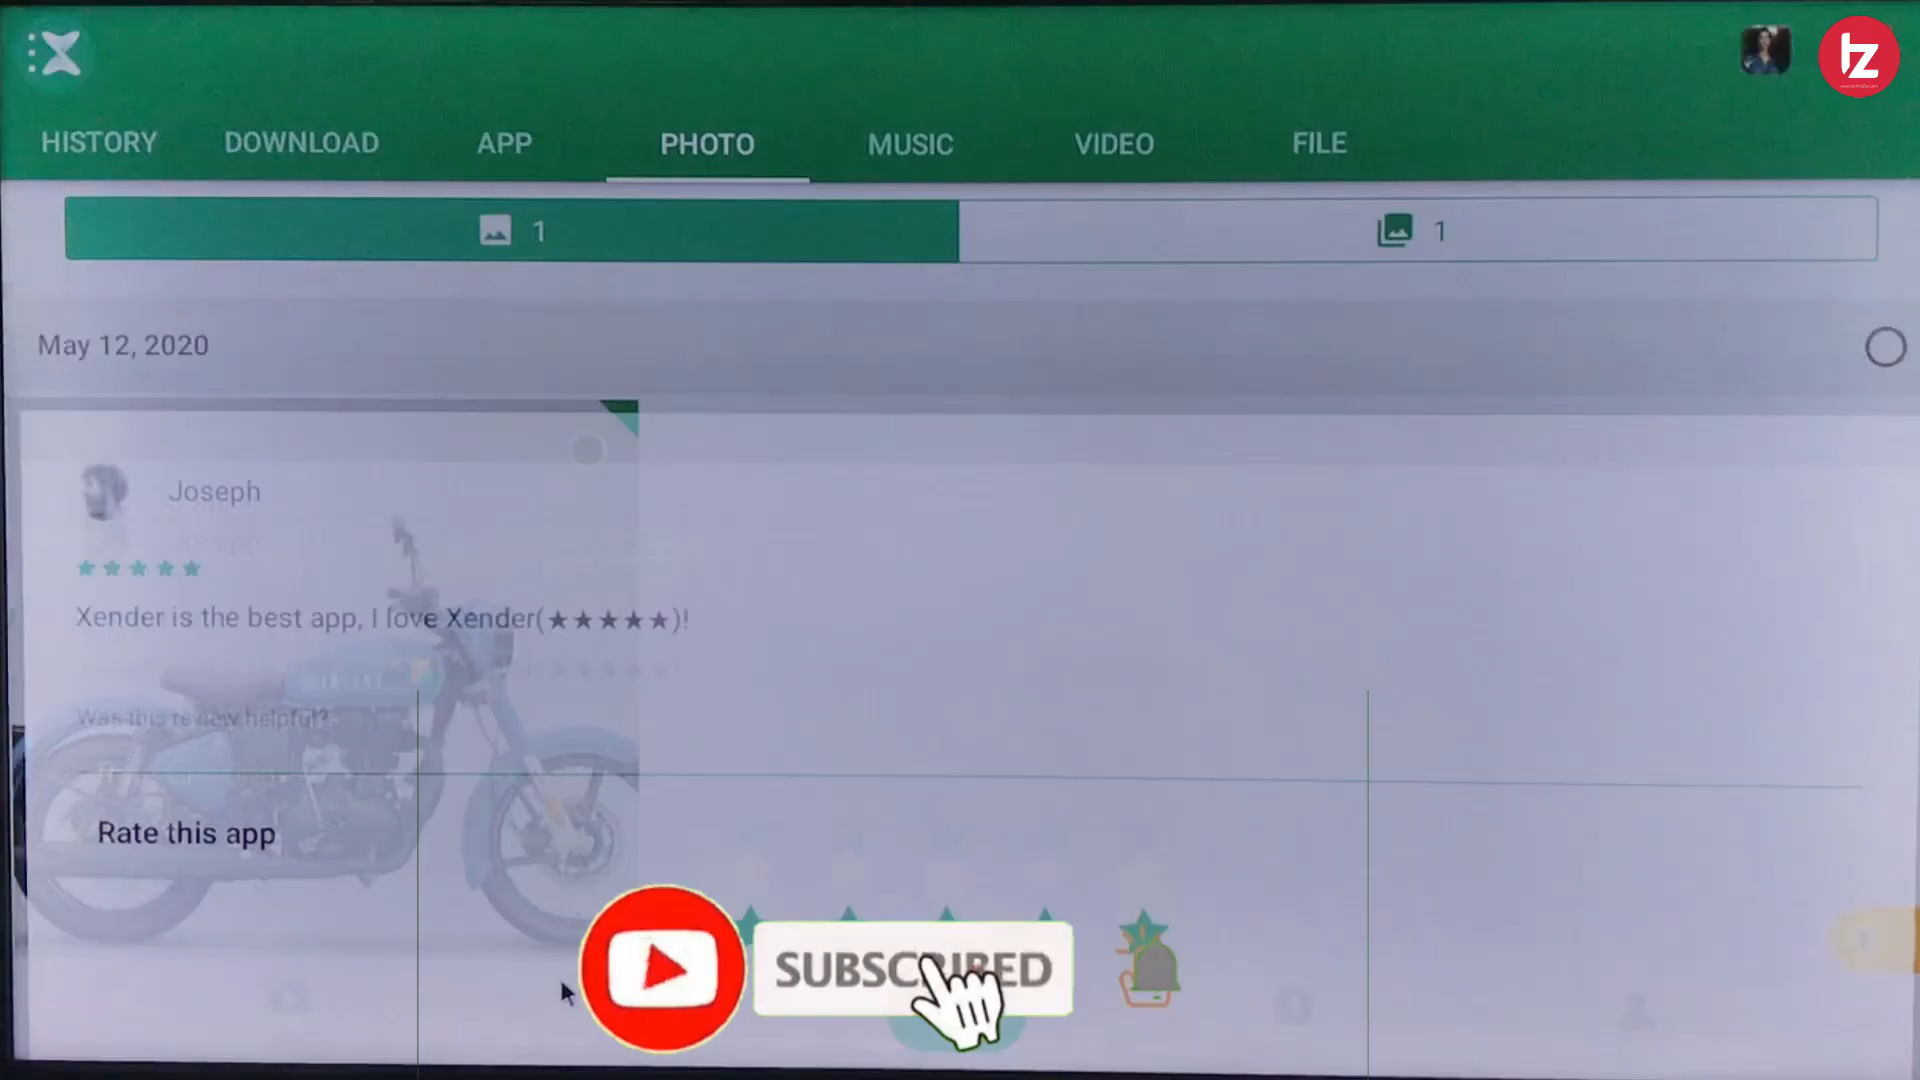 tz
HISTORY DOWNLOAD APP PHOTO MUSIC VIDEO FILE
1 1
May 12, 2020
Joseph
Xender is the best app, I love Xender(★★★★★)!
Was this review helpful?
Rate this app
SUBSCRIBED